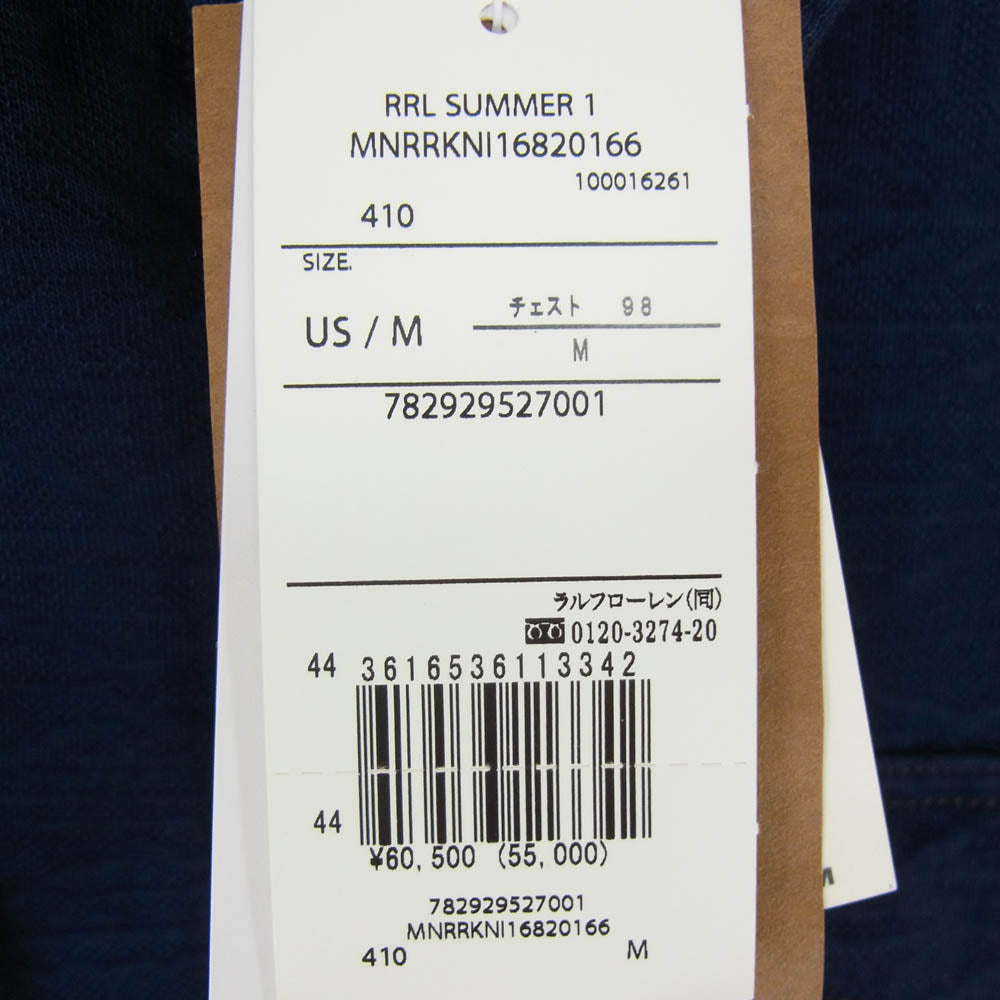 RRL SUMMER 1
MNRRKNI16820166
100016261
410
SIZE.
US / M
チェスト 98
M
782929527001
ラルフローレン(同)
0120-3274-20
44 3616536113342
44
¥60,500 (55,000)
782929527001
MNRRKNI16820166
410 M
M